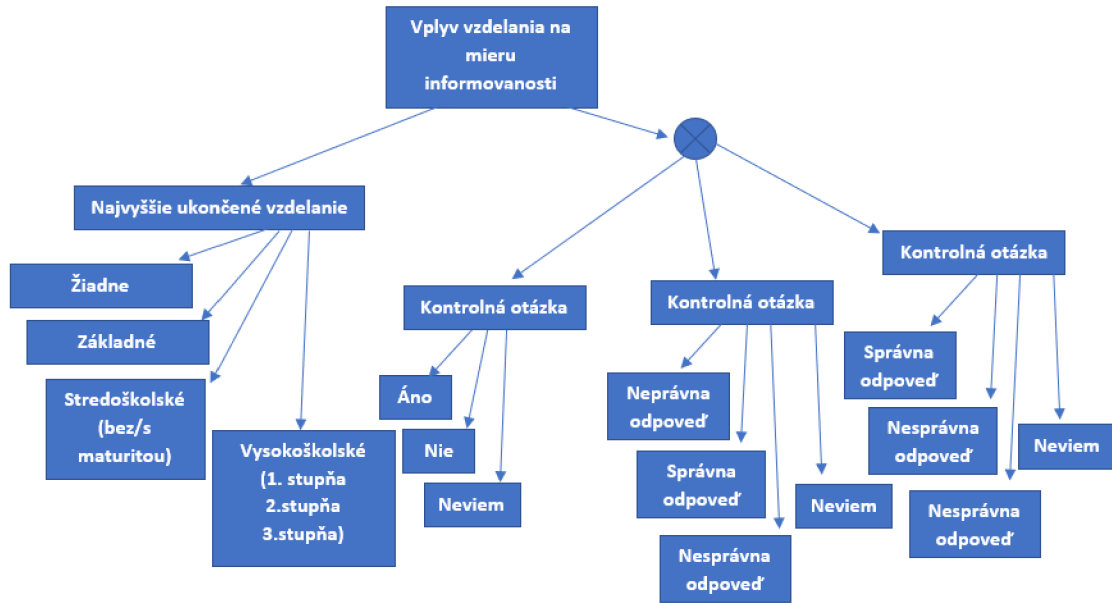 Vplyv vzdelania na
mieru
informovanosti
Najvyššie ukončené vzdelanie
Žiadne
Základné
Stredoškolské
(bez/s
maturitou)
Vysokoškolské
(1. stupňa
2.stupňa
3.stupňa)
Kontrolná otázka
Áno
Nie
Neviem
Kontrolná otázka
Neprávna
odpoveď
Správna
odpoveď
Nesprávna
odpoveď
Neviem
Kontrolná otázka
Správna
odpoveď
Nesprávna
odpoveď
Nesprávna
odpoveď
Neviem